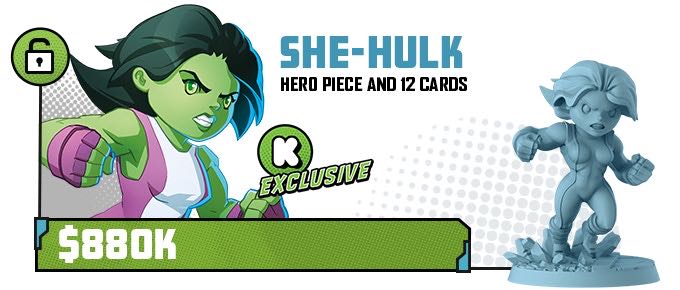 SHE-HULK
HERO PIECE AND 12 CARDS
K
EXCLUSIVE
$880K